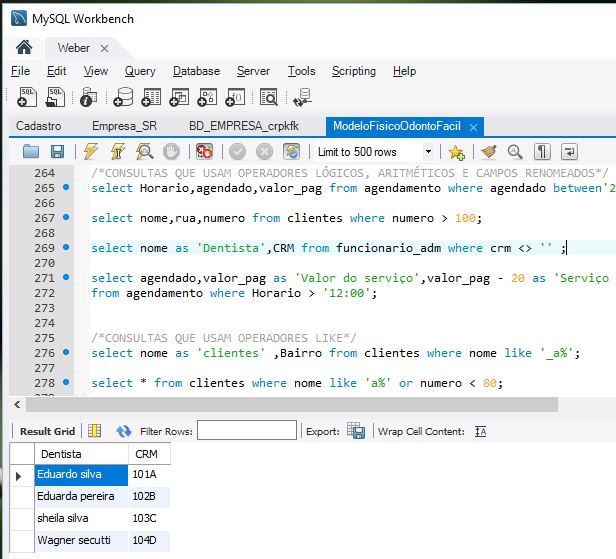 MySQL Workbench
Weber
File Edit View Query Database Server Tools Scripting Help
SQL SQL
Cadastro Empresa_SR BD_EMPRESA_crpkfk ModeloFisicoOdontoFacil
Limit to 500 rows
264 /*CONSULTAS QUE USAM OPERADORES LÓGICOS, ARITMÉTICOS E CAMPOS RENOMEADOS*/
265 select Horario,agendado,valor_pag from agendamento where agendado between'2
266
267 select nome,rua,numero from clientes where numero > 100;
268
269 select nome as 'Dentista',CRM from funcionario_adm where crm <> '' ;
270
271 select agendado,valor_pag as 'Valor do serviço',valor_pag - 20 as 'Serviço
272 from agendamento where Horario > '12:00';
273
274
275 /*CONSULTAS QUE USAM OPERADORES LIKE*/
276 select nome as 'clientes' ,Bairro from clientes where nome like '_a%';
277
278 select * from clientes where nome like 'a%' or numero < 80;
Result Grid Filter Rows: Export: Wrap Cell Content: IA
Dentista CRM
Eduardo silva 101A
Eduarda pereira 102B
sheila silva 103C
Wagner secutti 104D